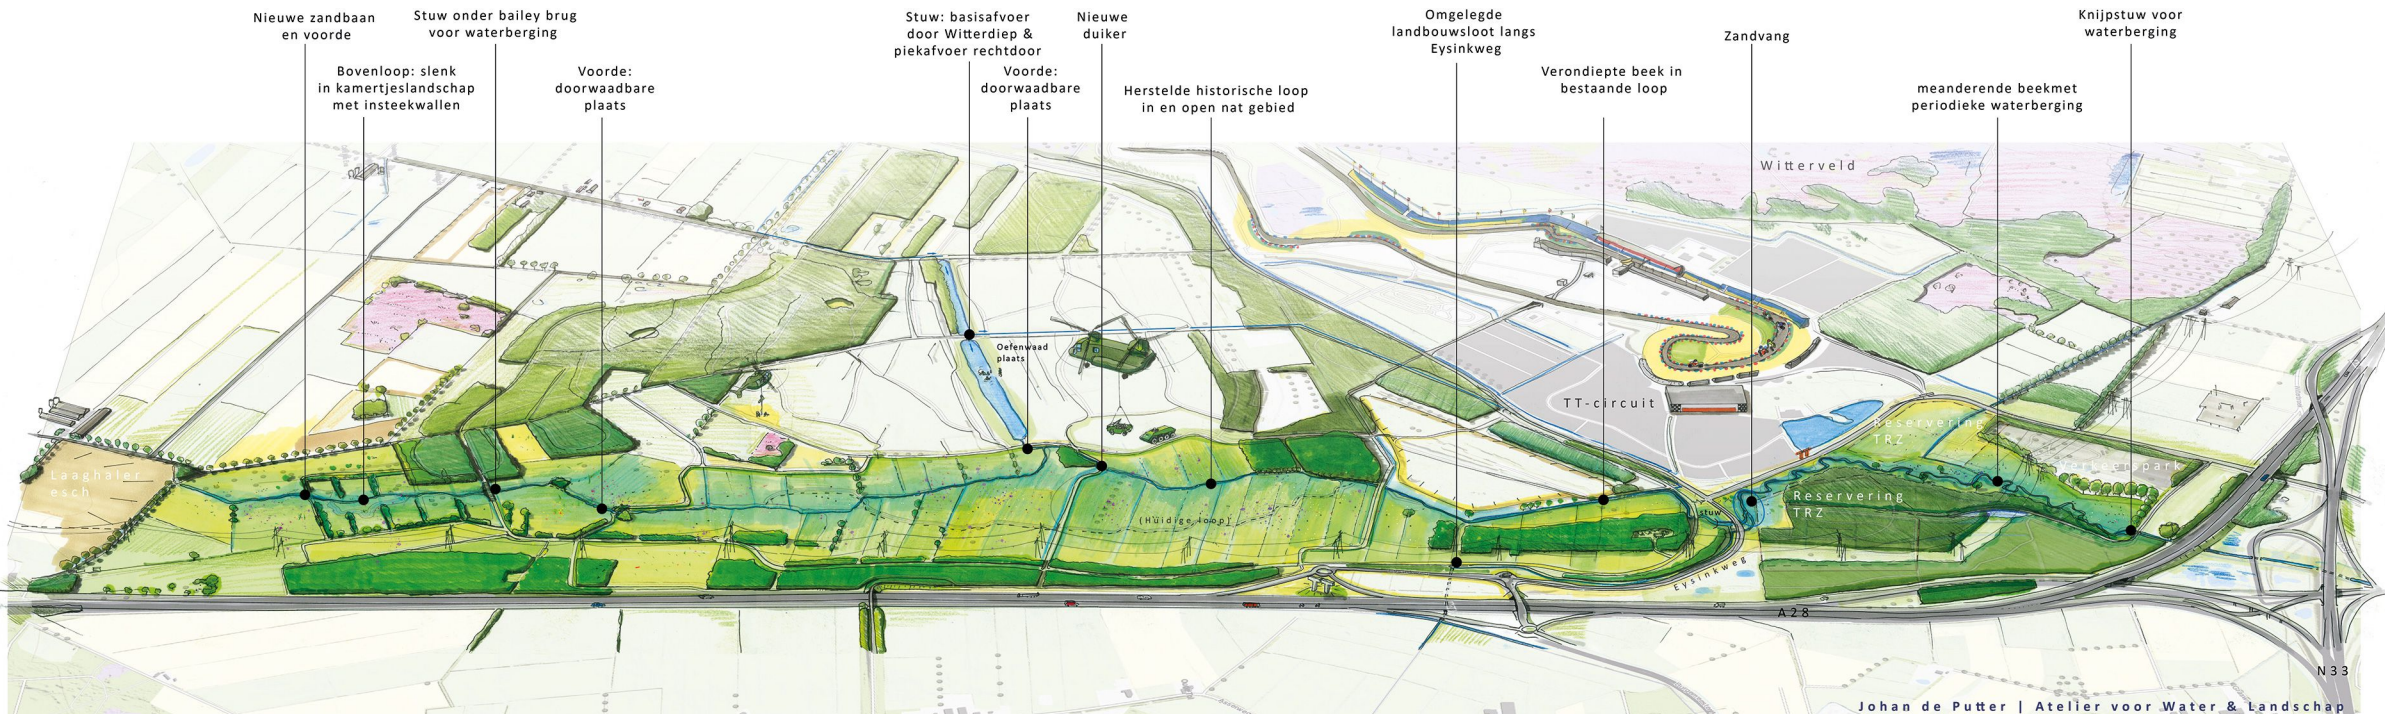 Nieuwe zandbaan
en voorde
Stuw onder bailey brug
voor waterberging
Bovenloop: slenk
in kamertjeslandschap
met insteekwallen
Voorde:
doorwaadbare
plaats
Stuw: basisafvoer
door Witterdiep &
piekafvoer rechtdoor
Voorde:
doorwaadbare
plaats
Nieuwe
duiker
Herstelde historische loop
in en open nat gebied
Omgelegde
landbouwsloot langs
Eysinkweg
Verondiepte beek in
bestaande loop
Zandvang
meanderende beekmet
periodieke waterberging
Knijpstuw voor
waterberging
Witterveld
Oefenwaad
plaats
TT-circuit
Reservering
TRZ
Laaghaler
esch
Verkeerspark
Reservering
TRZ
stuw
(Huidige loop)
Eysinkweg
A28
N33
Johan de Putter | Atelier voor Water & Landschap